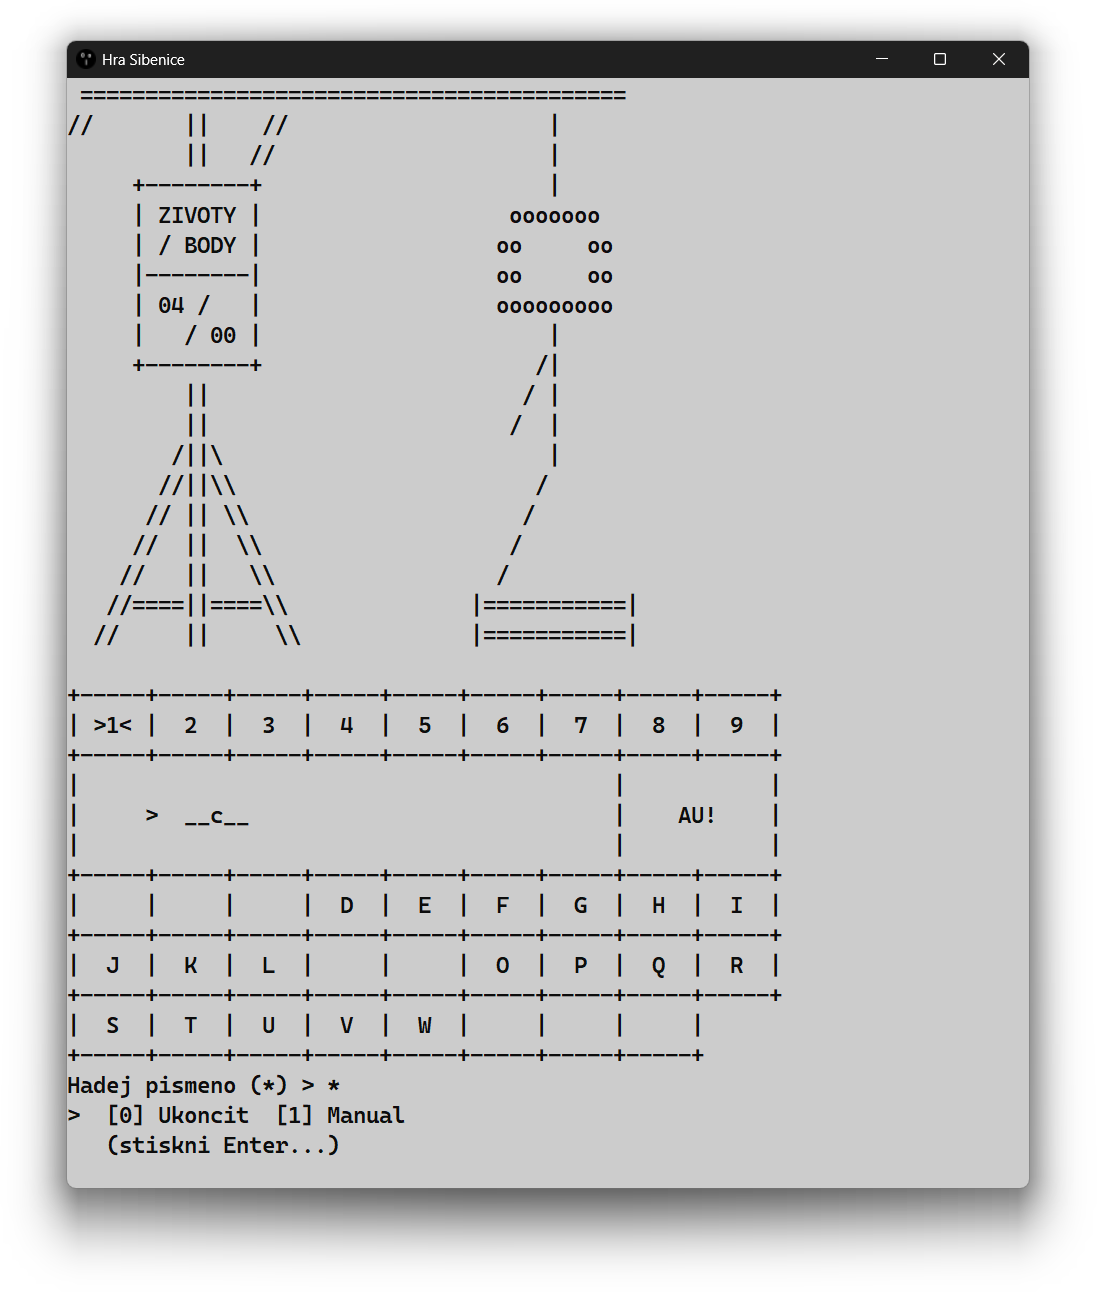 Hra Sibenice
 ==========================================
//       ||    //                    |
         ||   //                     |
     +--------+                      |
     | ZIVOTY |                   ooooooo
     | / BODY |                  oo     oo
     |--------|                  oo     oo
     | 04 /   |                  ooooooooo
     |   / 00 |                      |
     +--------+                     /|
         ||                        / |
         ||                       /  |
        /||\                         |
       //||\\                       /
      // || \\                     /
     //  ||  \\                   /
    //   ||   \\                 /
   //====||====\\              |===========|
  //     ||     \\             |===========|
+-----+-----+-----+-----+-----+-----+-----+-----+-----+
| >1< |  2  |  3  |  4  |  5  |  6  |  7  |  8  |  9  |
+-----+-----+-----+-----+-----+-----+-----+-----+-----+
|                                         |           |
|     >  __c__                            |    AU!    |
|                                         |           |
+-----+-----+-----+-----+-----+-----+-----+-----+-----+
|     |     |     |  D  |  E  |  F  |  G  |  H  |  I  |
+-----+-----+-----+-----+-----+-----+-----+-----+-----+
|  J  |  K  |  L  |     |     |  O  |  P  |  Q  |  R  |
+-----+-----+-----+-----+-----+-----+-----+-----+-----+
|  S  |  T  |  U  |  V  |  W  |     |     |     |
+-----+-----+-----+-----+-----+-----+-----+-----+
Hadej pismeno (*) > *
>  [0] Ukoncit  [1] Manual
   (stiskni Enter...)